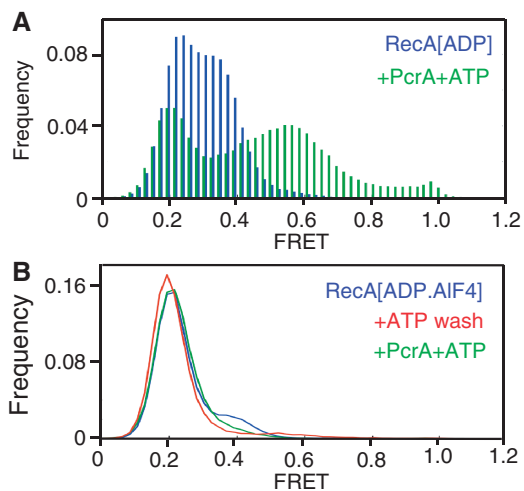 A
RecA[ADP]
+PcrA+ATP
Frequency
0.08
0.04
0
0 0.2 0.4 0.6 0.8 1.0 1.2
FRET
B
RecA[ADP.AlF4]
+ATP wash
+PcrA+ATP
Frequency
0.16
0.08
0
0 0.2 0.4 0.6 0.8 1.0 1.2
FRET